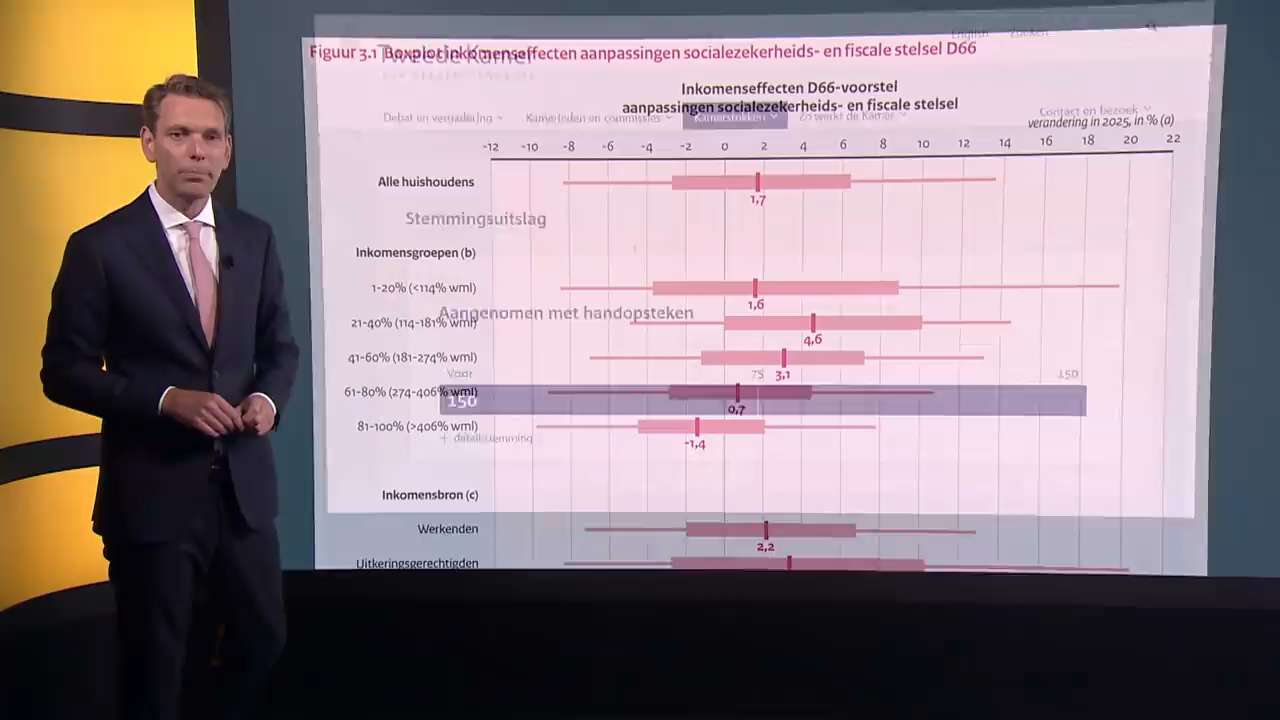 English Zoeken
Figuur 3.1 Boxplot inkomenseffecten aanpassingen socialezekerheids- en fiscale stelsel D66
Tweede Kamer
Inkomenseffecten D66-voorstel
aanpassingen socialezekerheids- en fiscale stelsel
Debat en vergadering Kamerleden en commissies Kamerstukken Zo werkt de Kamer Contact en bezoek
verandering in 2025, in % (a)
-12 -10 -8 -6 -4 -2 0 2 4 6 8 10 12 14 16 18 20 22
Alle huishoudens
1,7
Stemmingsuitslag
Inkomensgroepen (b)
1-20% (<114% wml)
1,6
Aangenomen met handopsteken
21-40% (114-181% wml)
4,6
41-60% (181-274% wml)
3,1
Voor 75 150
61-80% (274-406% wml)
150
0,7
81-100% (>406% wml)
-1,4
+ detail stemming
Inkomensbron (c)
Werkenden
2,2
Uitkeringsgerechtigden